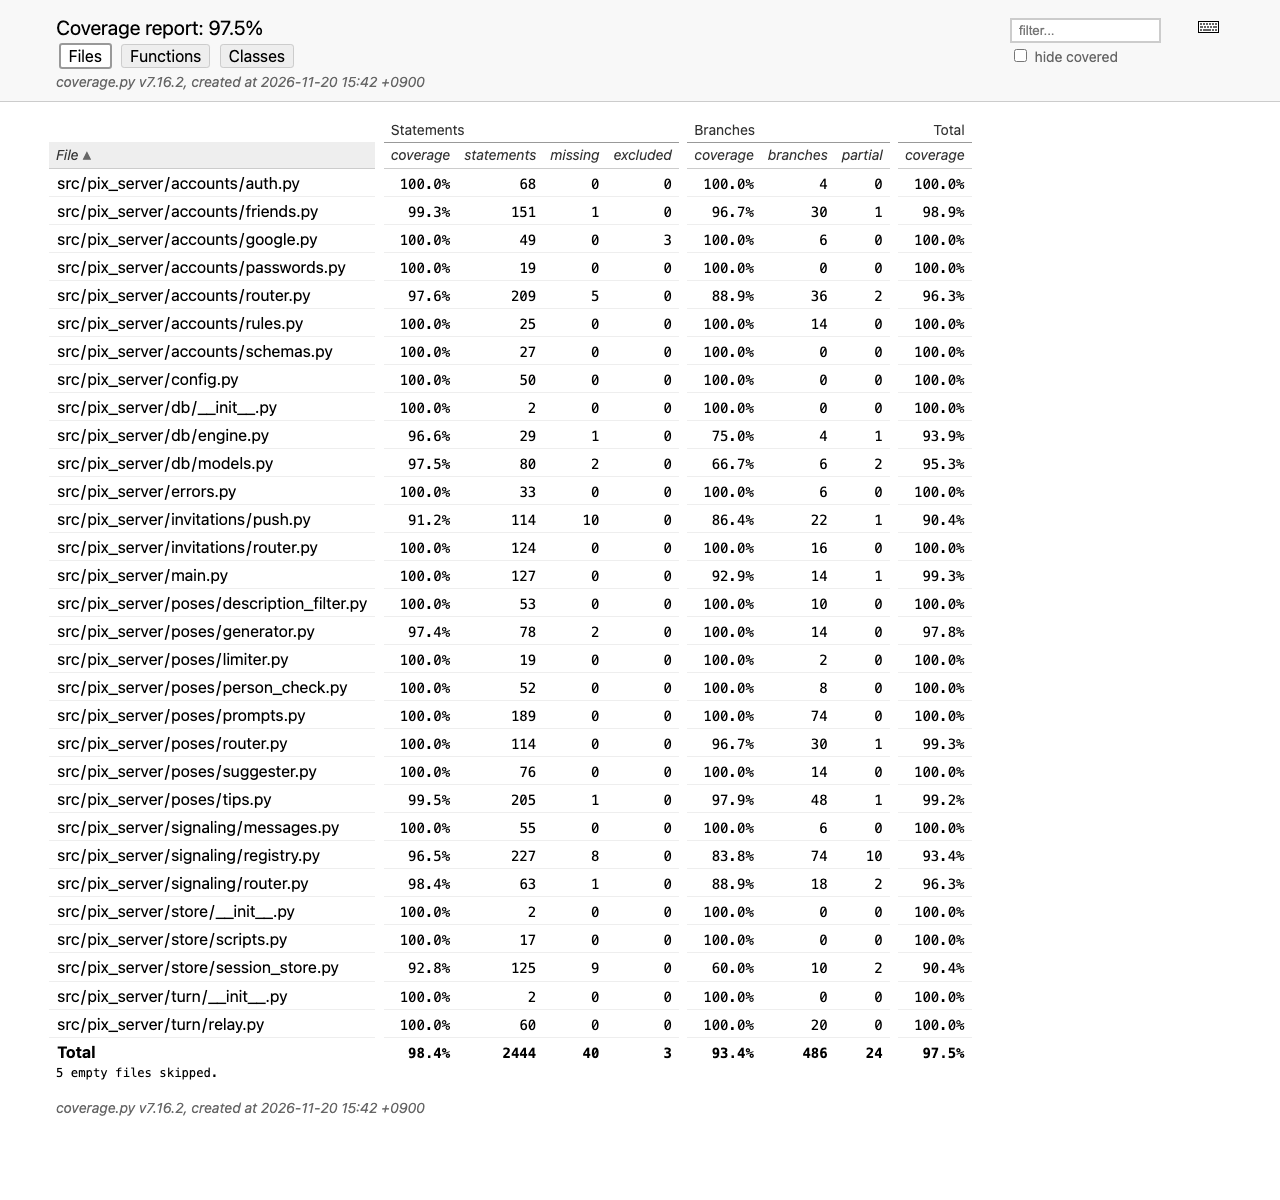 Coverage report: 97.5%
filter...
Files Functions Classes
hide covered
coverage.py v7.16.2, created at 2026-11-20 15:42 +0900
Statements Branches Total
File ▲ coverage statements missing excluded coverage branches partial coverage
src/pix_server/accounts/auth.py 100.0% 68 0 0 100.0% 4 0 100.0%
src/pix_server/accounts/friends.py 99.3% 151 1 0 96.7% 30 1 98.9%
src/pix_server/accounts/google.py 100.0% 49 0 3 100.0% 6 0 100.0%
src/pix_server/accounts/passwords.py 100.0% 19 0 0 100.0% 0 0 100.0%
src/pix_server/accounts/router.py 97.6% 209 5 0 88.9% 36 2 96.3%
src/pix_server/accounts/rules.py 100.0% 25 0 0 100.0% 14 0 100.0%
src/pix_server/accounts/schemas.py 100.0% 27 0 0 100.0% 0 0 100.0%
src/pix_server/config.py 100.0% 50 0 0 100.0% 0 0 100.0%
src/pix_server/db/__init__.py 100.0% 2 0 0 100.0% 0 0 100.0%
src/pix_server/db/engine.py 96.6% 29 1 0 75.0% 4 1 93.9%
src/pix_server/db/models.py 97.5% 80 2 0 66.7% 6 2 95.3%
src/pix_server/errors.py 100.0% 33 0 0 100.0% 6 0 100.0%
src/pix_server/invitations/push.py 91.2% 114 10 0 86.4% 22 1 90.4%
src/pix_server/invitations/router.py 100.0% 124 0 0 100.0% 16 0 100.0%
src/pix_server/main.py 100.0% 127 0 0 92.9% 14 1 99.3%
src/pix_server/poses/description_filter.py 100.0% 53 0 0 100.0% 10 0 100.0%
src/pix_server/poses/generator.py 97.4% 78 2 0 100.0% 14 0 97.8%
src/pix_server/poses/limiter.py 100.0% 19 0 0 100.0% 2 0 100.0%
src/pix_server/poses/person_check.py 100.0% 52 0 0 100.0% 8 0 100.0%
src/pix_server/poses/prompts.py 100.0% 189 0 0 100.0% 74 0 100.0%
src/pix_server/poses/router.py 100.0% 114 0 0 96.7% 30 1 99.3%
src/pix_server/poses/suggester.py 100.0% 76 0 0 100.0% 14 0 100.0%
src/pix_server/poses/tips.py 99.5% 205 1 0 97.9% 48 1 99.2%
src/pix_server/signaling/messages.py 100.0% 55 0 0 100.0% 6 0 100.0%
src/pix_server/signaling/registry.py 96.5% 227 8 0 83.8% 74 10 93.4%
src/pix_server/signaling/router.py 98.4% 63 1 0 88.9% 18 2 96.3%
src/pix_server/store/__init__.py 100.0% 2 0 0 100.0% 0 0 100.0%
src/pix_server/store/scripts.py 100.0% 17 0 0 100.0% 0 0 100.0%
src/pix_server/store/session_store.py 92.8% 125 9 0 60.0% 10 2 90.4%
src/pix_server/turn/__init__.py 100.0% 2 0 0 100.0% 0 0 100.0%
src/pix_server/turn/relay.py 100.0% 60 0 0 100.0% 20 0 100.0%
Total 98.4% 2444 40 3 93.4% 486 24 97.5%
5 empty files skipped.
coverage.py v7.16.2, created at 2026-11-20 15:42 +0900